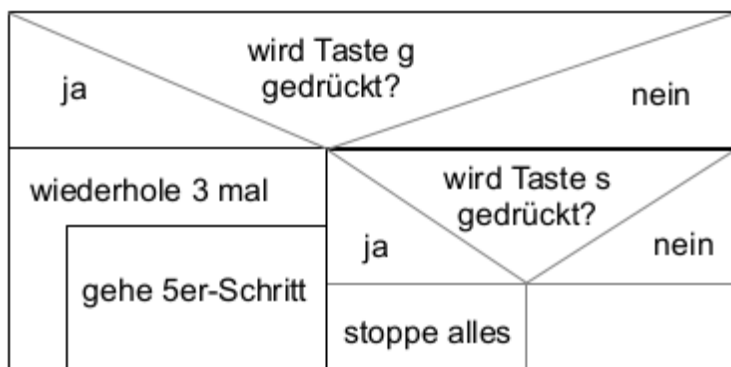 wird Taste g
gedrückt?
ja
nein
wiederhole 3 mal
gehe 5er-Schritt
wird Taste s
gedrückt?
ja
nein
stoppe alles